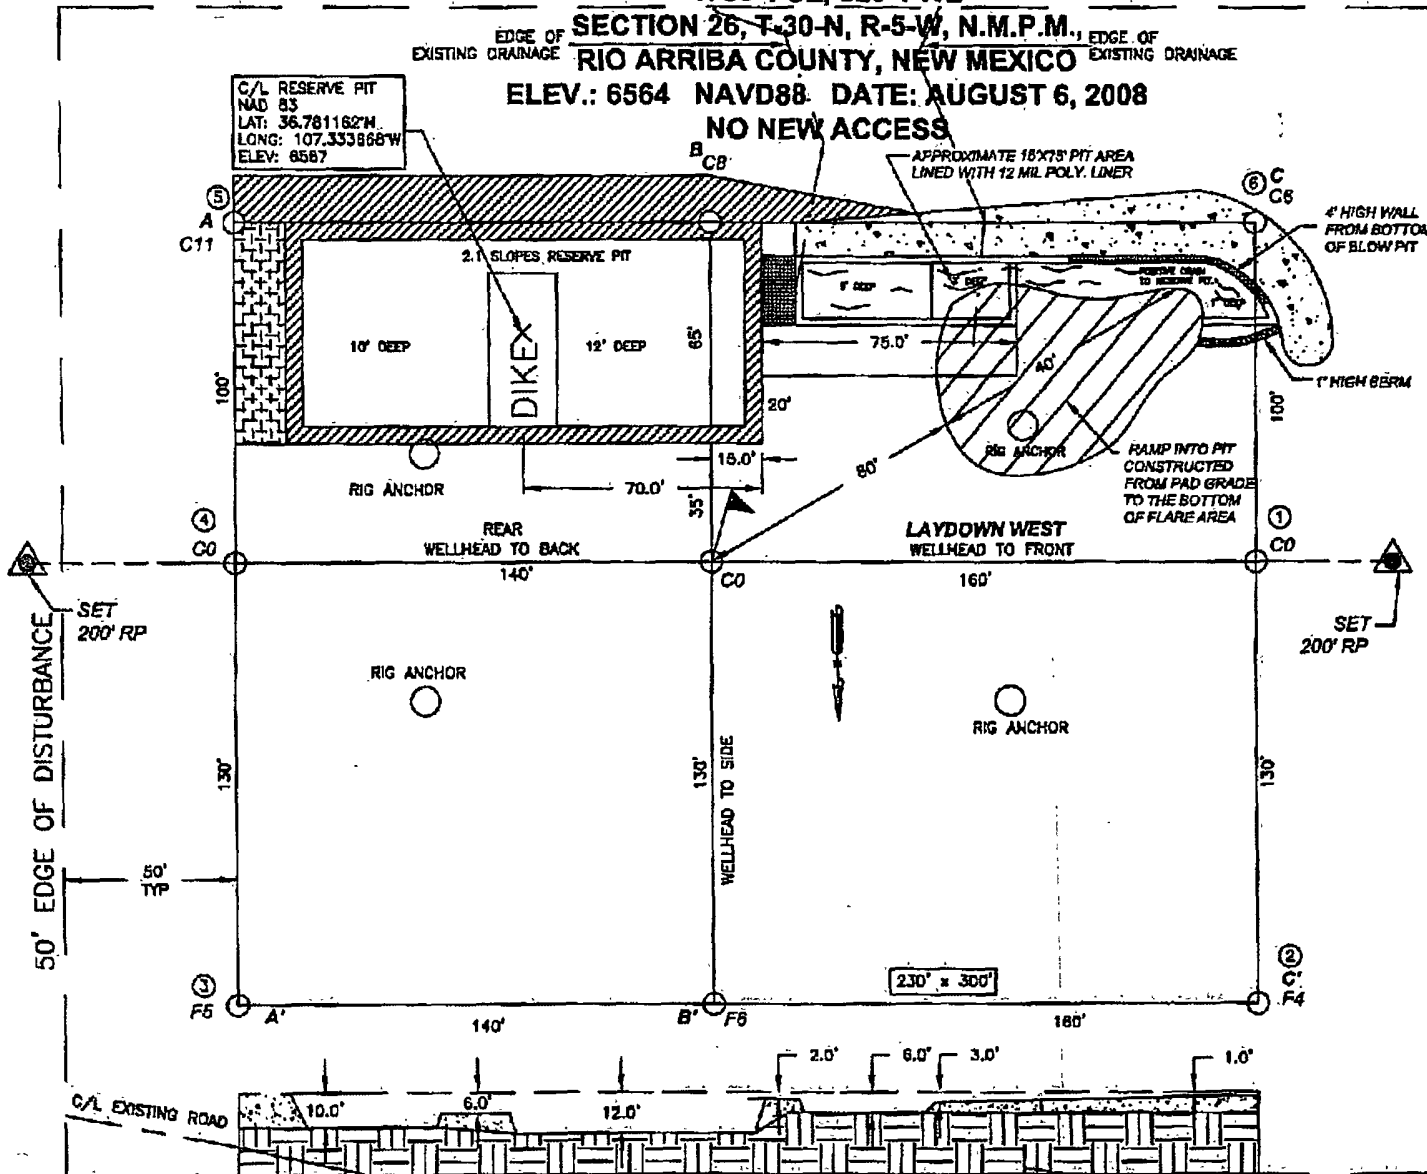 SECTION 26, T-30-N, R-5-W, N.M.P.M.,
EDGE OF
EXISTING DRAINAGE
EDGE OF
EXISTING DRAINAGE
RIO ARRIBA COUNTY, NEW MEXICO
ELEV.: 6564 NAVD88 DATE: AUGUST 6, 2008
NO NEW ACCESS
C/L RESERVE PIT
NAD 83
LAT: 36.781162°N
LONG: 107.333668°W
ELEV: 6567
B
C8
APPROXIMATE 15'X75' PIT AREA
LINED WITH 12 MIL POLY. LINER
5
A
C11
6
C
C6
4' HIGH WALL
FROM BOTTOM
OF BLOW PIT
2:1 SLOPES, RESERVE PIT
POSITIVE DRAIN
TO RESERVE PIT
10' DEEP
DIKE
X
12' DEEP
65'
75.0'
40'
1' HIGH BERM
100'
20'
100'
RIG ANCHOR
RIG ANCHOR
15.0'
70.0'
80'
35'
RAMP INTO PIT
CONSTRUCTED
FROM PAD GRADE
TO THE BOTTOM
OF FLARE AREA
4
C0
REAR
WELLHEAD TO BACK
140'
C0
LAYDOWN WEST
WELLHEAD TO FRONT
160'
1
C0
SET
200' RP
SET
200' RP
RIG ANCHOR
RIG ANCHOR
50' EDGE OF DISTURBANCE
130'
130'
WELLHEAD TO SIDE
130'
50'
TYP
230' x 300'
3
F5
A'
140'
B'
F6
160'
2
C'
F4
2.0'
6.0'
3.0'
1.0'
C/L EXISTING ROAD
10.0'
6.0'
12.0'